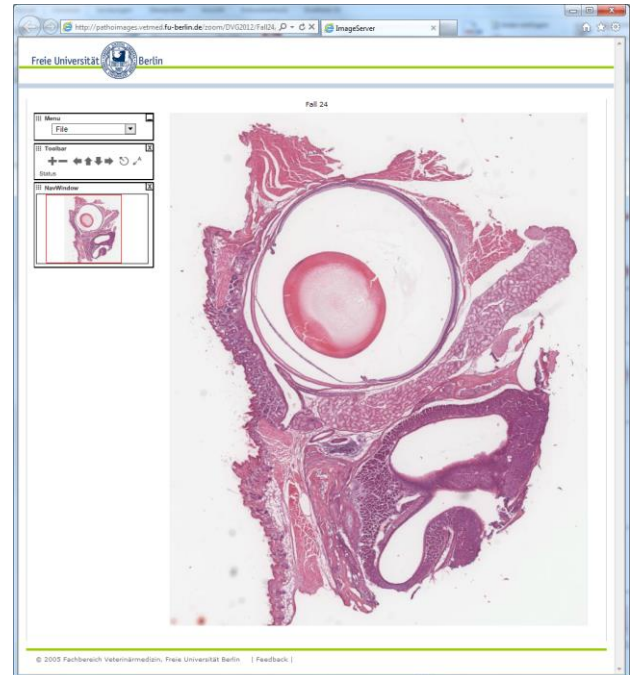 http://pathoimages.vetmed.fu-berlin.de/zoom/DVG2012/Fall24,
ImageServer
Freie Universität Berlin
Fall 24
Menu
File
Toolbar
Status
NavWindow
© 2005 Fachbereich Veterinärmedizin, Freie Universität Berlin | Feedback |